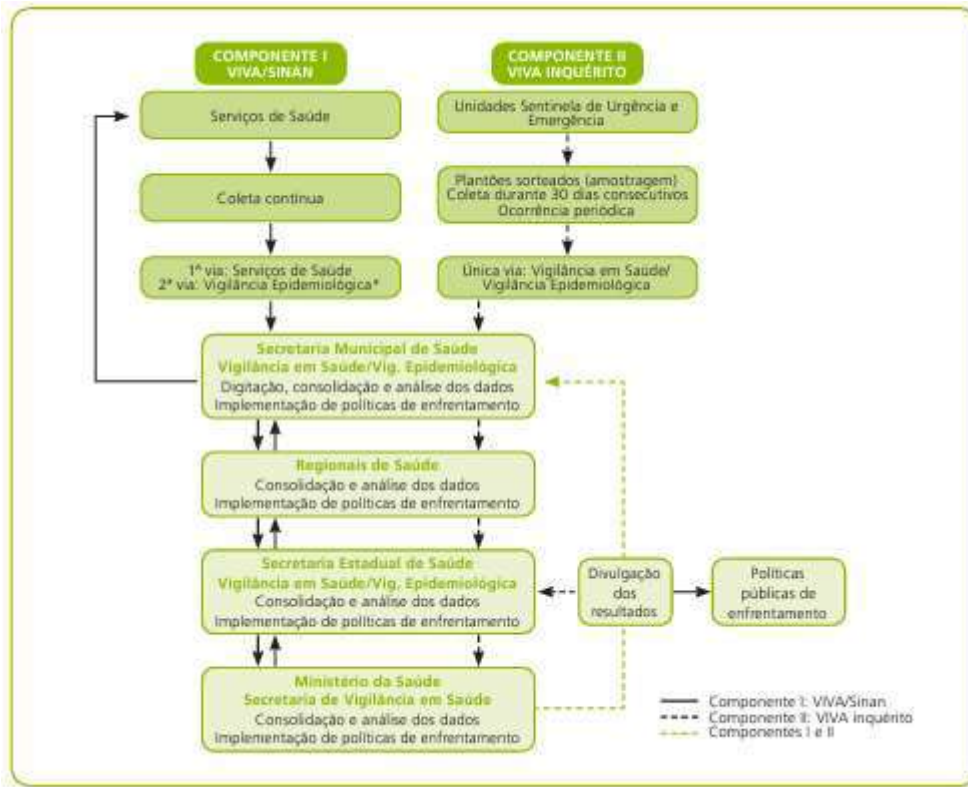 COMPONENTE I
VIVA/SINAN
COMPONENTE II
VIVA INQUÉRITO
Serviços de Saúde
Unidades Sentinela de Urgência e
Emergência
Coleta contínua
Plantões sorteados (amostragem)
Coleta durante 30 dias consecutivos
Ocorrência periódica
1ª via: Serviços de Saúde
2ª via: Vigilância Epidemiológica*
Única via: Vigilância em Saúde/
Vigilância Epidemiológica
Secretaria Municipal de Saúde
Vigilância em Saúde/Vig. Epidemiológica
Digitação, consolidação e análise dos dados
Implementação de políticas de enfrentamento
Regionais de Saúde
Consolidação e análise dos dados
Implementação de políticas de enfrentamento
Secretaria Estadual de Saúde
Vigilância em Saúde/Vig. Epidemiológica
Consolidação e análise dos dados
Implementação de políticas de enfrentamento
Divulgação
dos
resultados
Políticas
públicas de
enfrentamento
Ministério da Saúde
Secretaria de Vigilância em Saúde
Consolidação e análise dos dados
Implementação de políticas de enfrentamento
Componente I: VIVA/Sinan
Componente II: VIVA inquérito
Componentes I e II